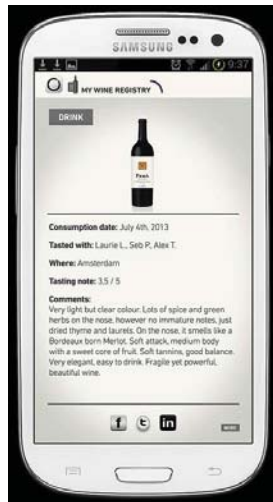 SAMSUNG
9:37
MY WINE REGISTRY
DRINK
Consumption date: July 4th, 2013
Tasted with: Laurie L., Seb P., Alex T.
Where: Amsterdam
Tasting note: 3,5 / 5
Comments:
Very light but clear colour. Lots of spice and green
herbs on the nose, however no immature notes, just
dried thyme and laurels. On the nose, it smells like a
Bordeaux born Merlot. Soft attack, medium body
with a sweet core of fruit. Soft tannins, good balance.
Very elegant, easy to drink. Fragile yet powerful,
beautiful wine.
f t in